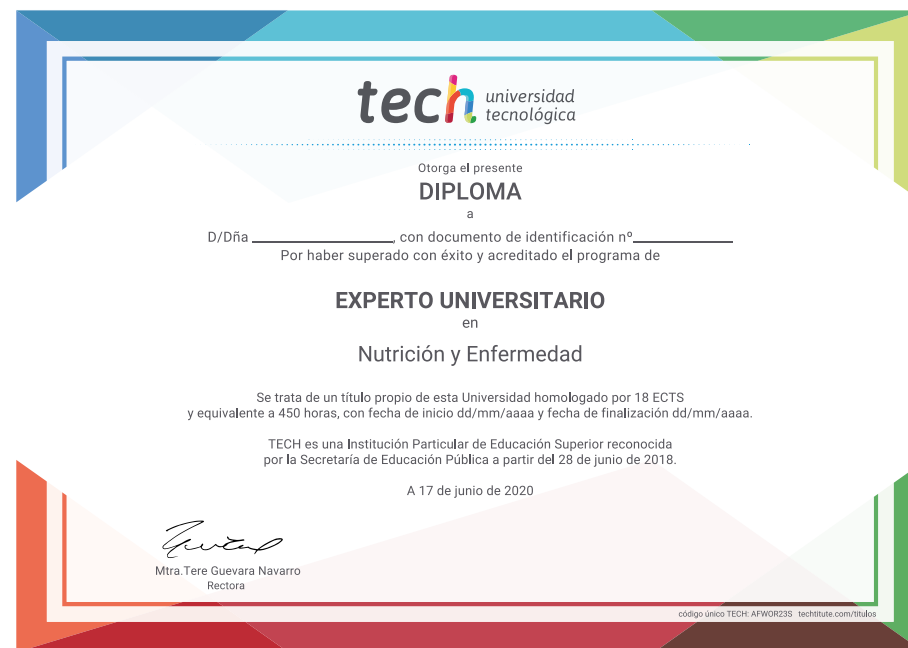 tech universidad
tecnológica
Otorga el presente
DIPLOMA
a
D/Dña ________________, con documento de identificación nº____________
Por haber superado con éxito y acreditado el programa de
EXPERTO UNIVERSITARIO
en
Nutrición y Enfermedad
Se trata de un título propio de esta Universidad homologado por 18 ECTS
y equivalente a 450 horas, con fecha de inicio dd/mm/aaaa y fecha de finalización dd/mm/aaaa.
TECH es una Institución Particular de Educación Superior reconocida
por la Secretaría de Educación Pública a partir del 28 de junio de 2018.
A 17 de junio de 2020
Mtra.Tere Guevara Navarro
Rectora
código único TECH: AFWOR23S techtitute.com/titulos